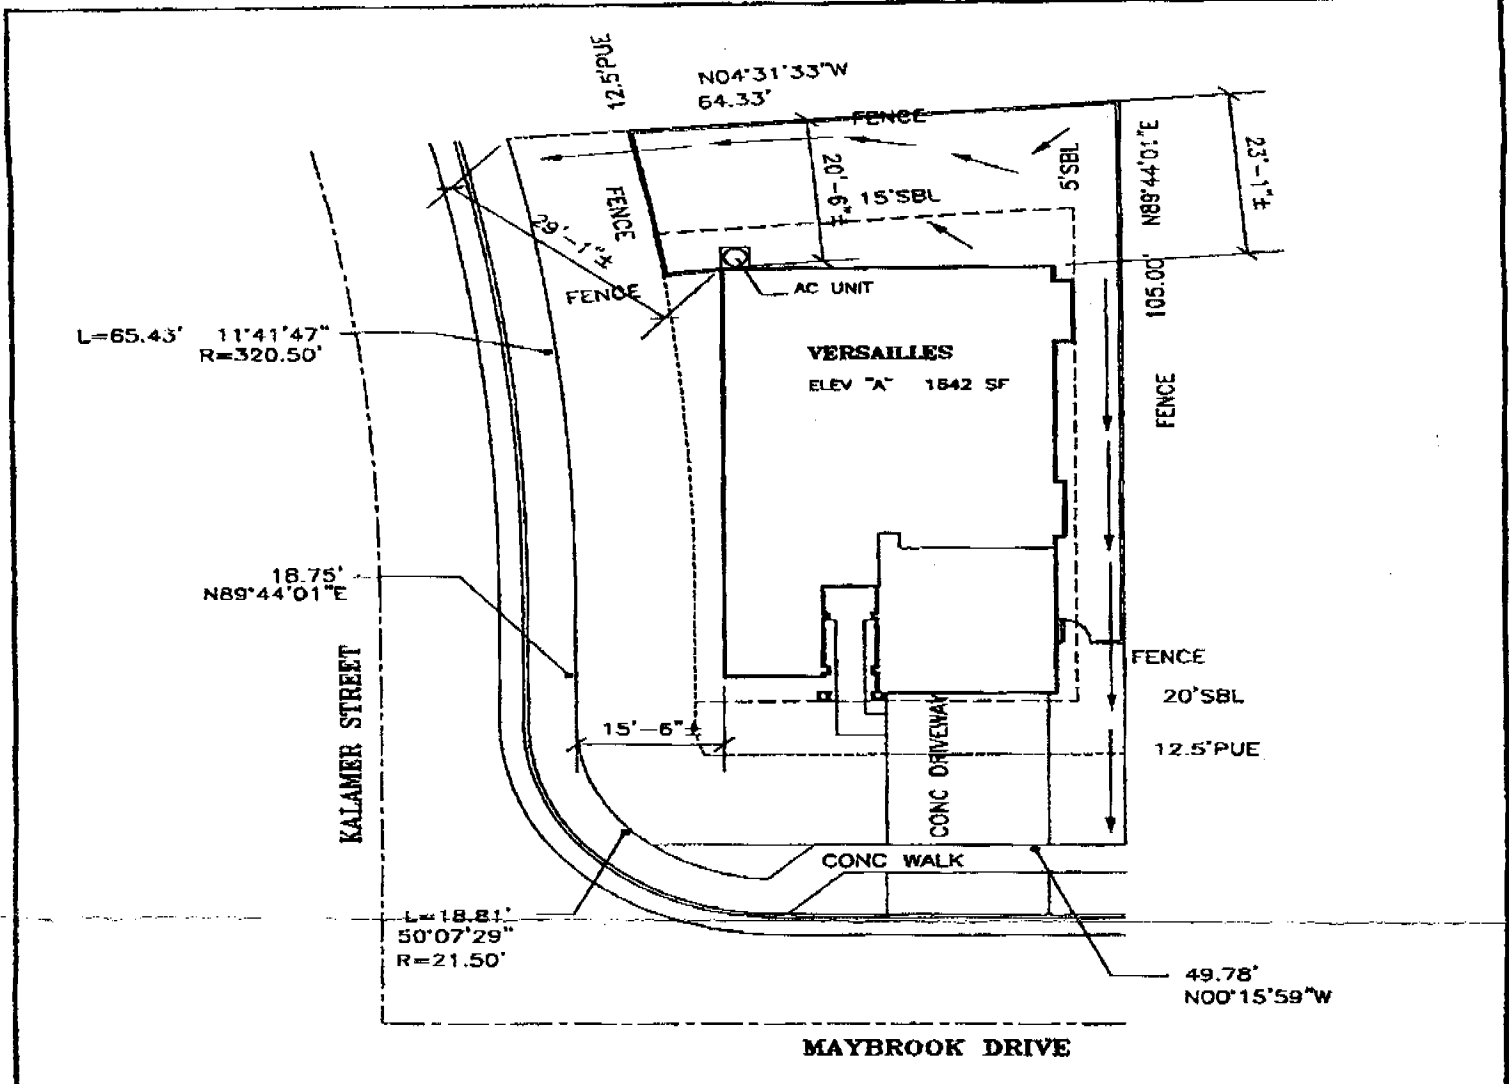 12.5'PUE
N04°31'33"W
64.33'
FENCE
20'-6"±
15'SBL
5'SBL
N89°44'01"E
105.00'
23'-1"±
FENCE
29'-1"±
FENCE
AC UNIT
L=65.43' 11°41'47"
R=320.50'
VERSAILLES
ELEV "A" 1642 SF
FENCE
18.75'
N89°44'01"E
FENCE
20'SBL
KALAMER STREET
15'-6"±
12.5'PUE
CONC DRIVEWAY
CONC WALK
L=18.81'
50°07'29"
R=21.50'
49.78'
N00°15'59"W
MAYBROOK DRIVE